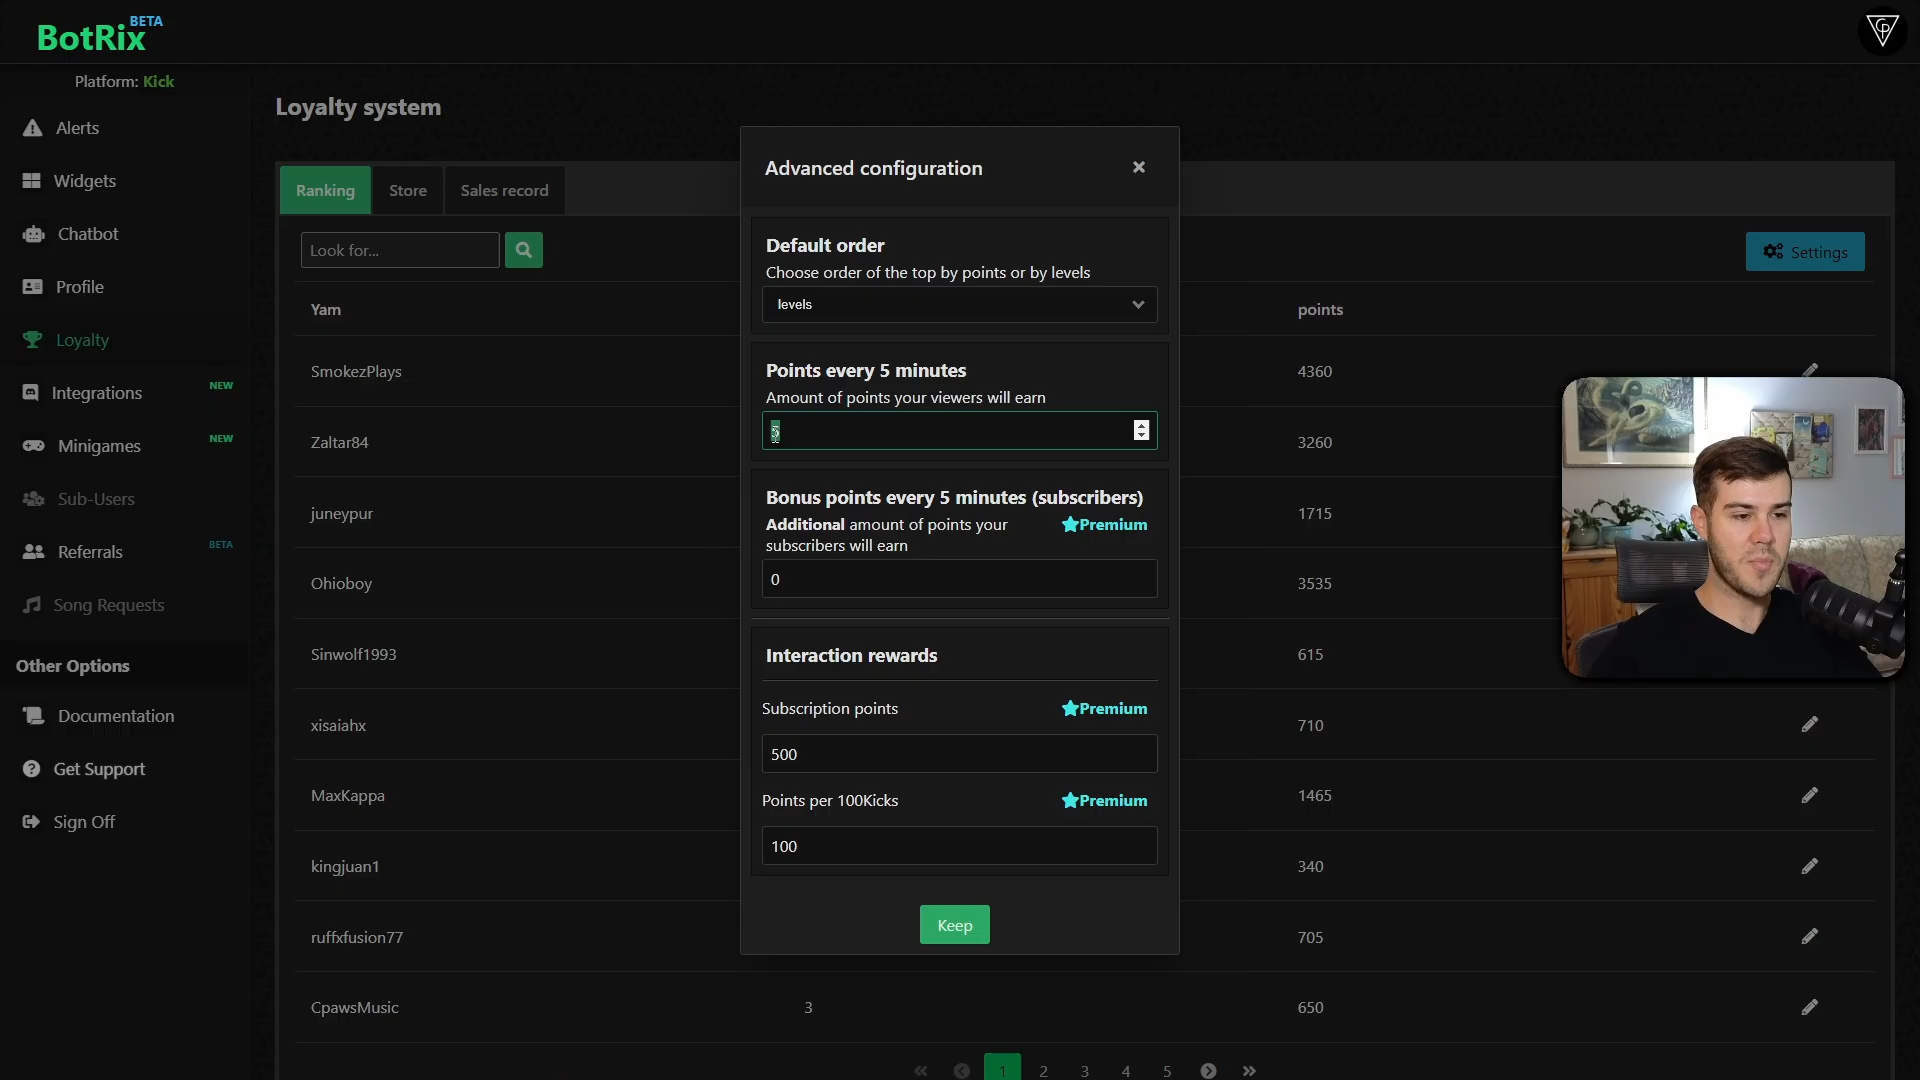 BotRix BETA
Platform: Kick
Alerts
Widgets
Chatbot
Profile
Loyalty
Integrations NEW
Minigames NEW
Sub-Users
Referrals BETA
Song Requests
Other Options
Documentation
Get Support
Sign Off
Loyalty system
Ranking Store Sales record
Look for...
Settings
Yam points
SmokezPlays 4360
Zaltar84 3260
juneypur 1715
Ohioboy 3535
Sinwolf1993 615
xisaiahx 710
MaxKappa 1465
kingjuan1 340
ruffxfusion77 705
CpawsMusic 3 650
« 1 2 3 4 5 »
Advanced configuration ×
Default order
Choose order of the top by points or by levels
levels
Points every 5 minutes
Amount of points your viewers will earn
5
Bonus points every 5 minutes (subscribers)
Additional amount of points your Premium
subscribers will earn
0
Interaction rewards
Subscription points Premium
500
Points per 100Kicks Premium
100
Keep